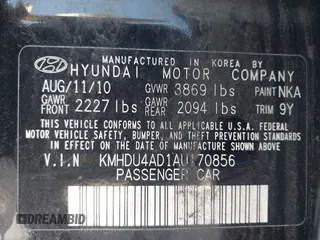 MANUFACTURED IN KOREA BY
HYUNDAI MOTOR COMPANY
AUG/11/10 GVWR 3869 lbs PAINT NKA
GAWR FRONT 2227 lbs GAWR REAR 2094 lbs TRIM 9Y
THIS VEHICLE CONFORMS TO ALL APPLICABLE FEDERAL
MOTOR VEHICLE SAFETY, BUMPER, AND THEFT PREVENTION
STANDARDS IN EFFECT ON THE DATE OF MANUFACTURE
SHOWN ABOVE.
V.I.N KMHDU4AD1AU170856
PASSENGER CAR
DREAMBID